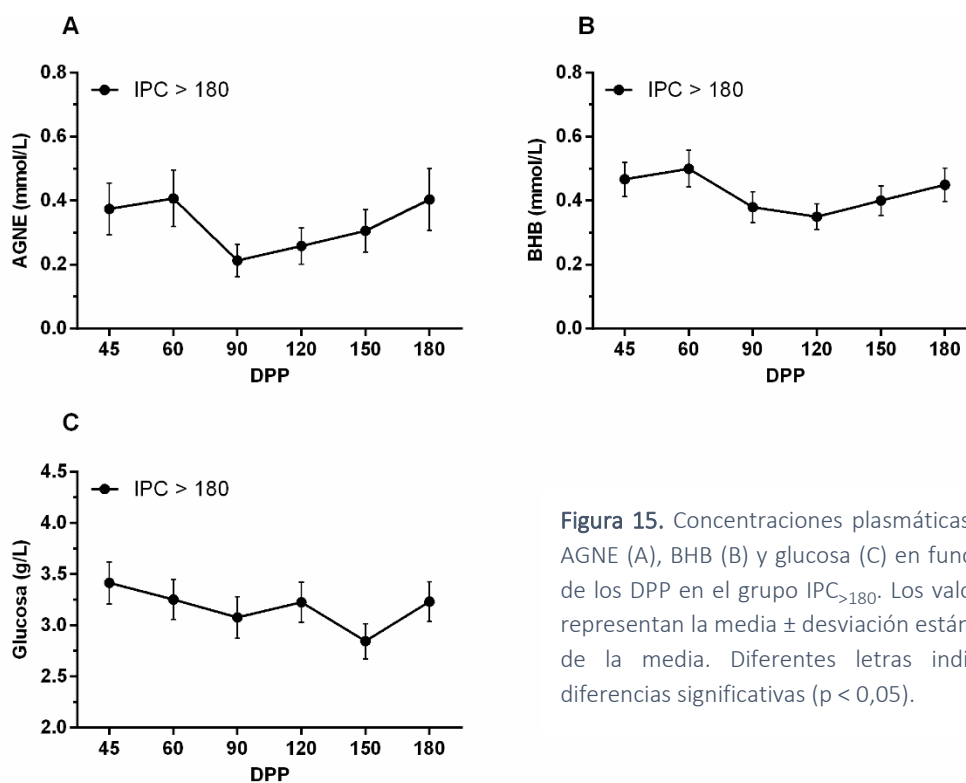 A
0.8
0.6
0.4
0.2
0.0
AGNE (mmol/L)
IPC > 180
45 60 90 120 150 180
DPP
B
0.8
0.6
0.4
0.2
0.0
BHB (mmol/L)
IPC > 180
45 60 90 120 150 180
DPP
C
4.5
4.0
3.5
3.0
2.5
2.0
Glucosa (g/L)
IPC > 180
45 60 90 120 150 180
DPP
Figura 15. Concentraciones plasmáticas
AGNE (A), BHB (B) y glucosa (C) en func
de los DPP en el grupo IPC>180. Los valo
representan la media ± desviación están
de la media. Diferentes letras indi
diferencias significativas (p < 0,05).